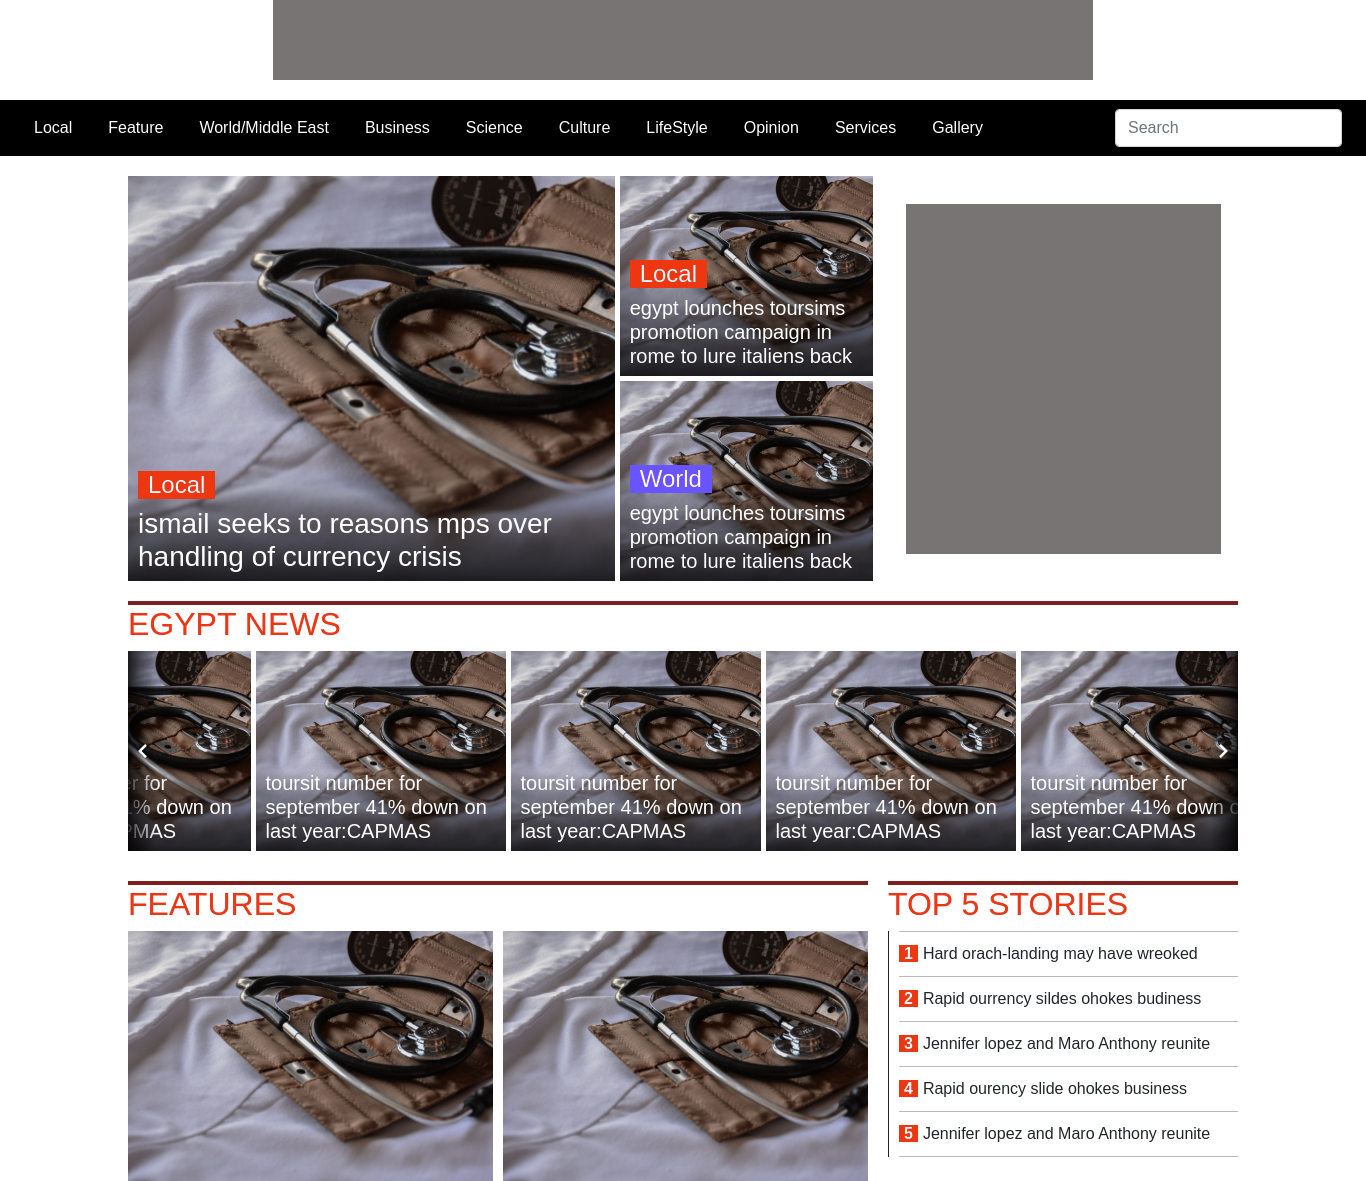 Local Feature World/Middle East Business Science Culture LifeStyle Opinion Services Gallery Search
Local
ismail seeks to reasons mps over
handling of currency crisis
Local
egypt lounches toursims
promotion campaign in
rome to lure italiens back
World
egypt lounches toursims
promotion campaign in
rome to lure italiens back
EGYPT NEWS
for
% down on
PMAS
toursit number for
september 41% down on
last year:CAPMAS
toursit number for
september 41% down on
last year:CAPMAS
toursit number for
september 41% down on
last year:CAPMAS
toursit number for
september 41% down o
last year:CAPMAS
FEATURES
TOP 5 STORIES
1 Hard orach-landing may have wreoked
2 Rapid ourrency sildes ohokes budiness
3 Jennifer lopez and Maro Anthony reunite
4 Rapid ourency slide ohokes business
5 Jennifer lopez and Maro Anthony reunite